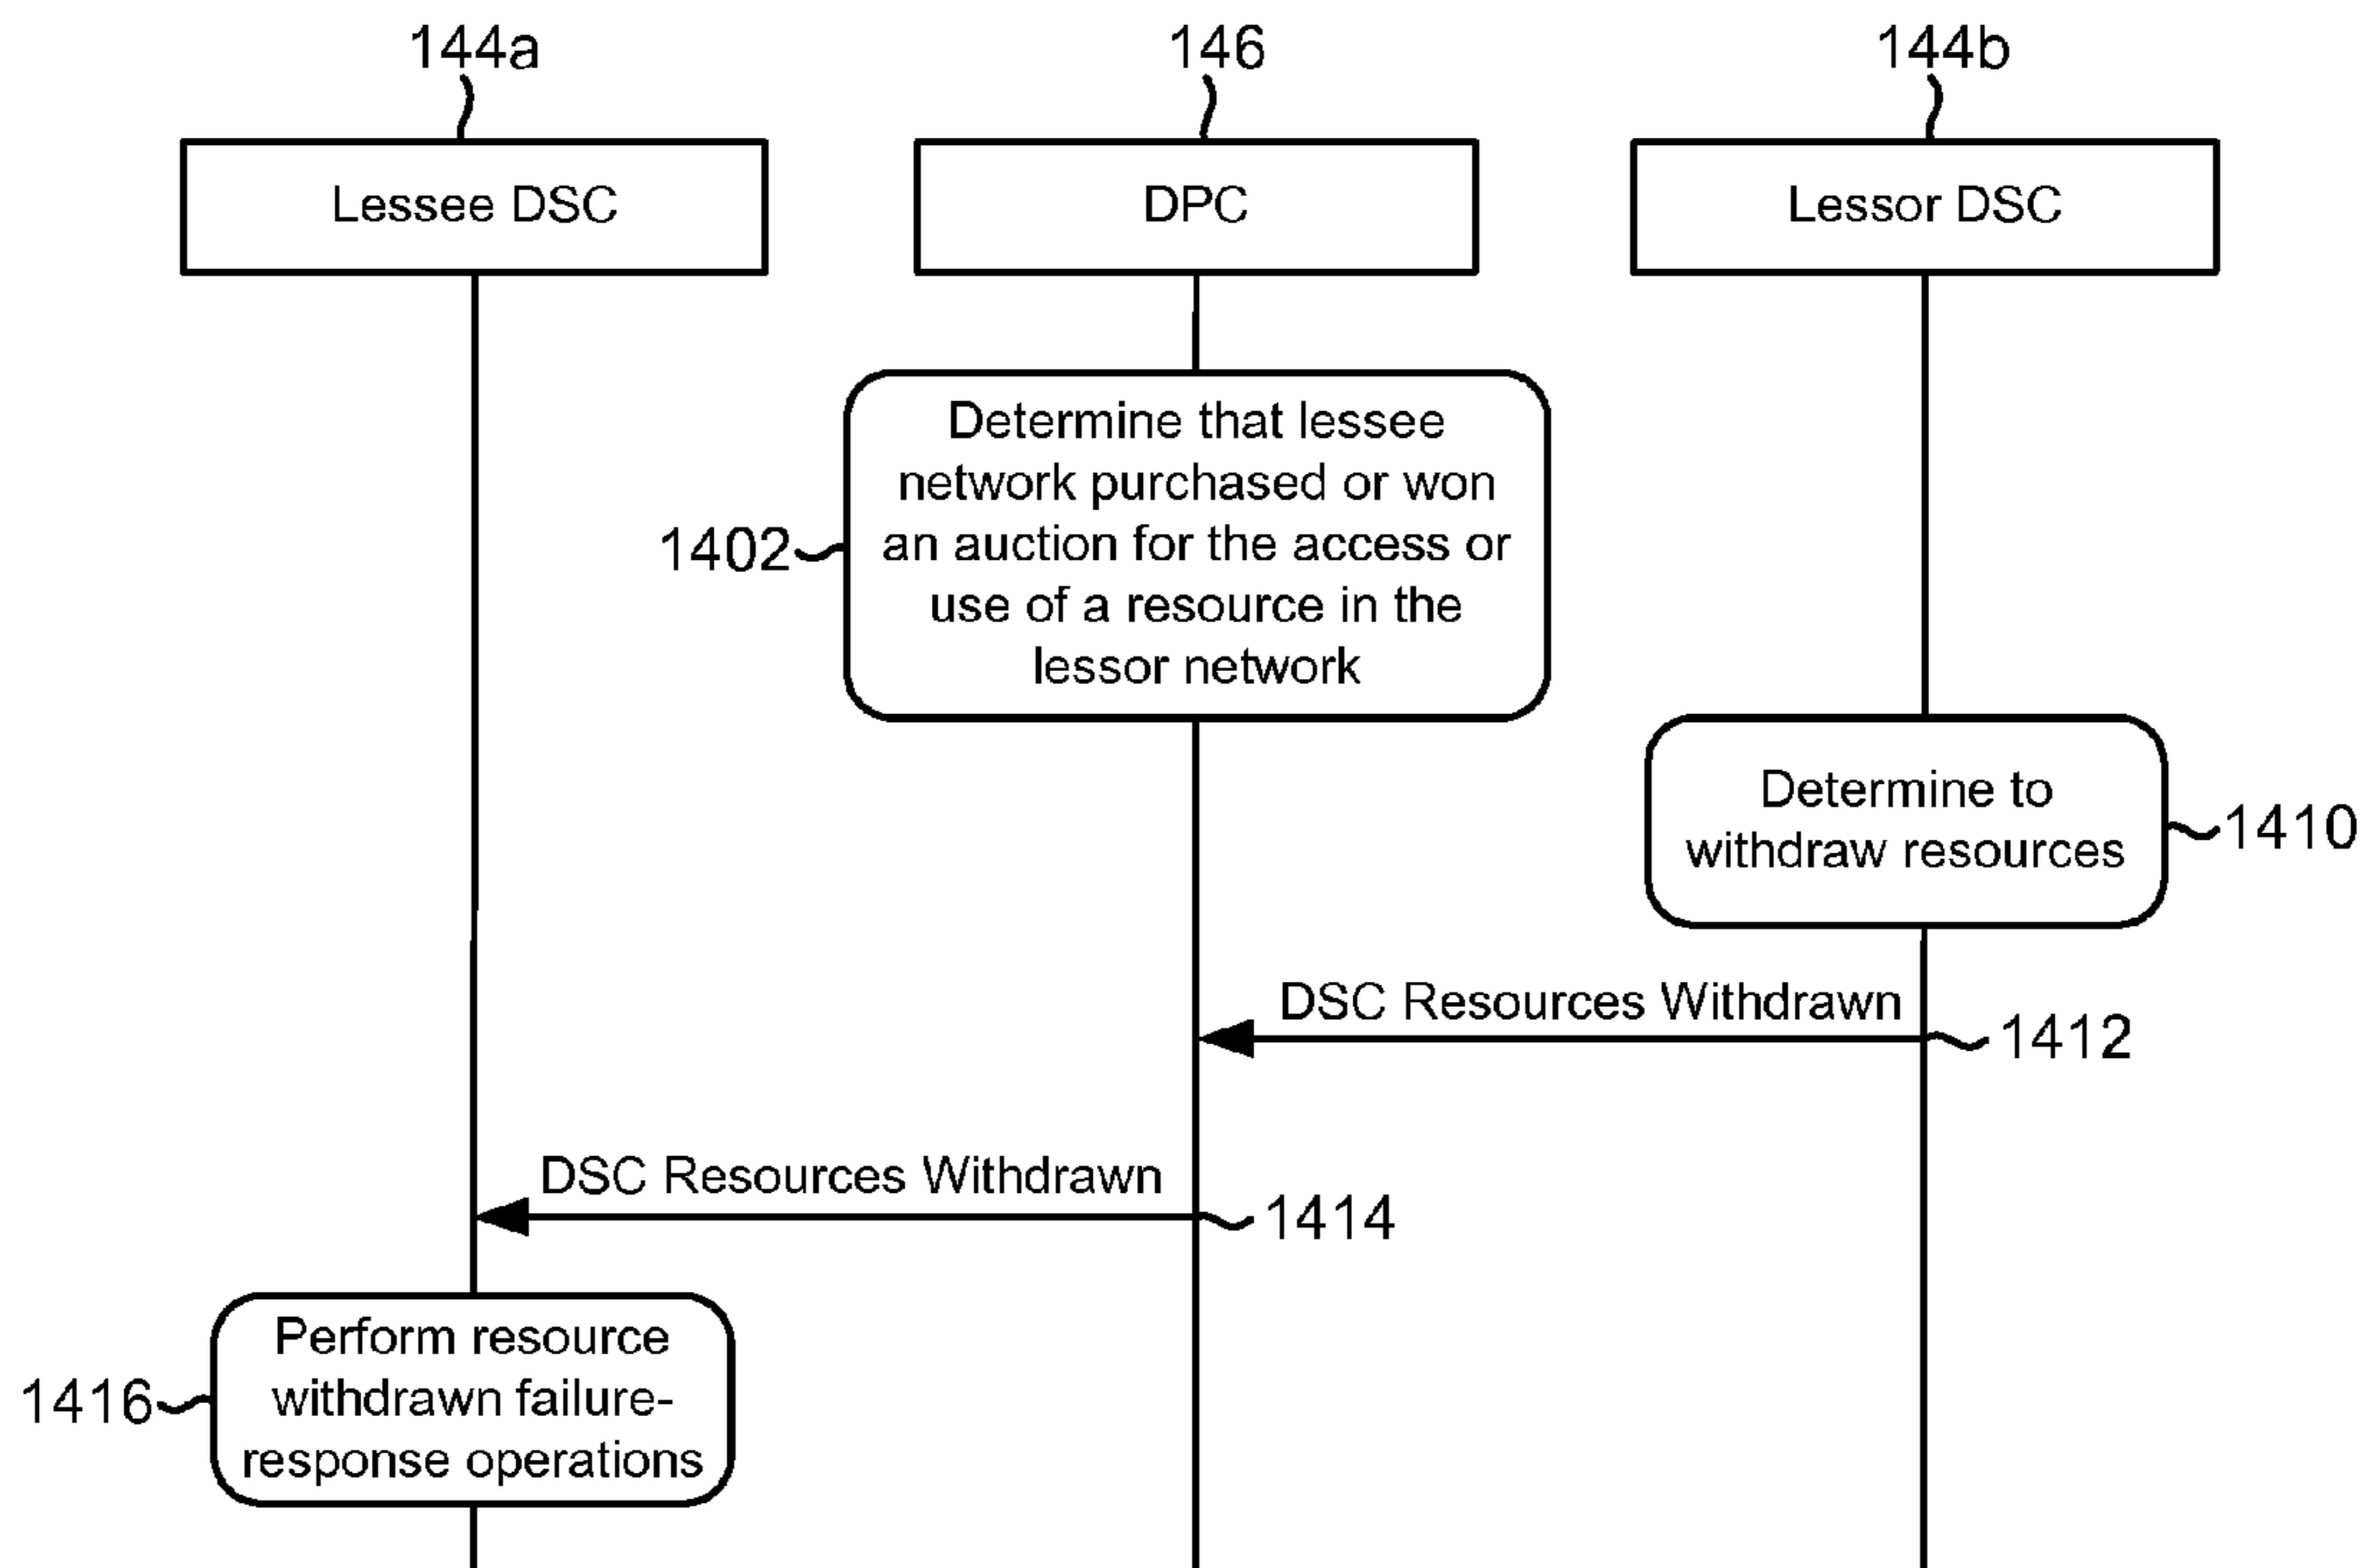 144a
146
144b
Lessee DSC
DPC
Lessor DSC
Determine that lessee
network purchased or won
an auction for the access or
use of a resource in the
lessor network
1402
Determine to
withdraw resources
1410
DSC Resources Withdrawn
1412
DSC Resources Withdrawn
1414
Perform resource
withdrawn failure-
response operations
1416